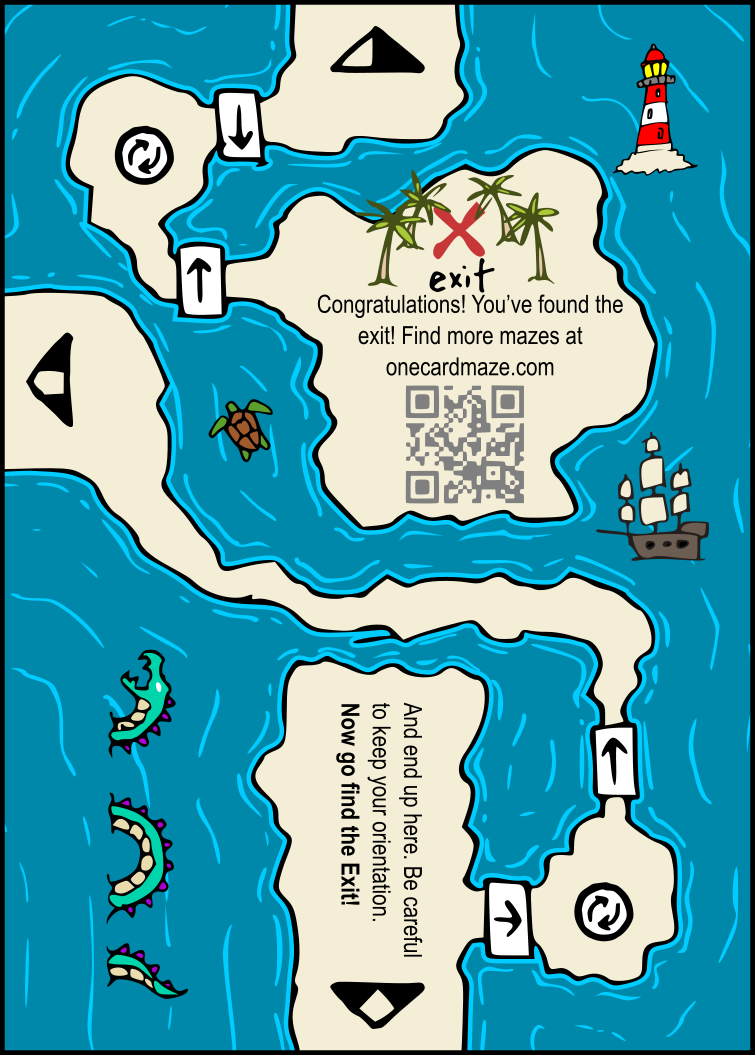 exit
Congratulations! You've found the
exit! Find more mazes at
onecardmaze.com
And end up here. Be careful
to keep your orientation.
Now go find the Exit!